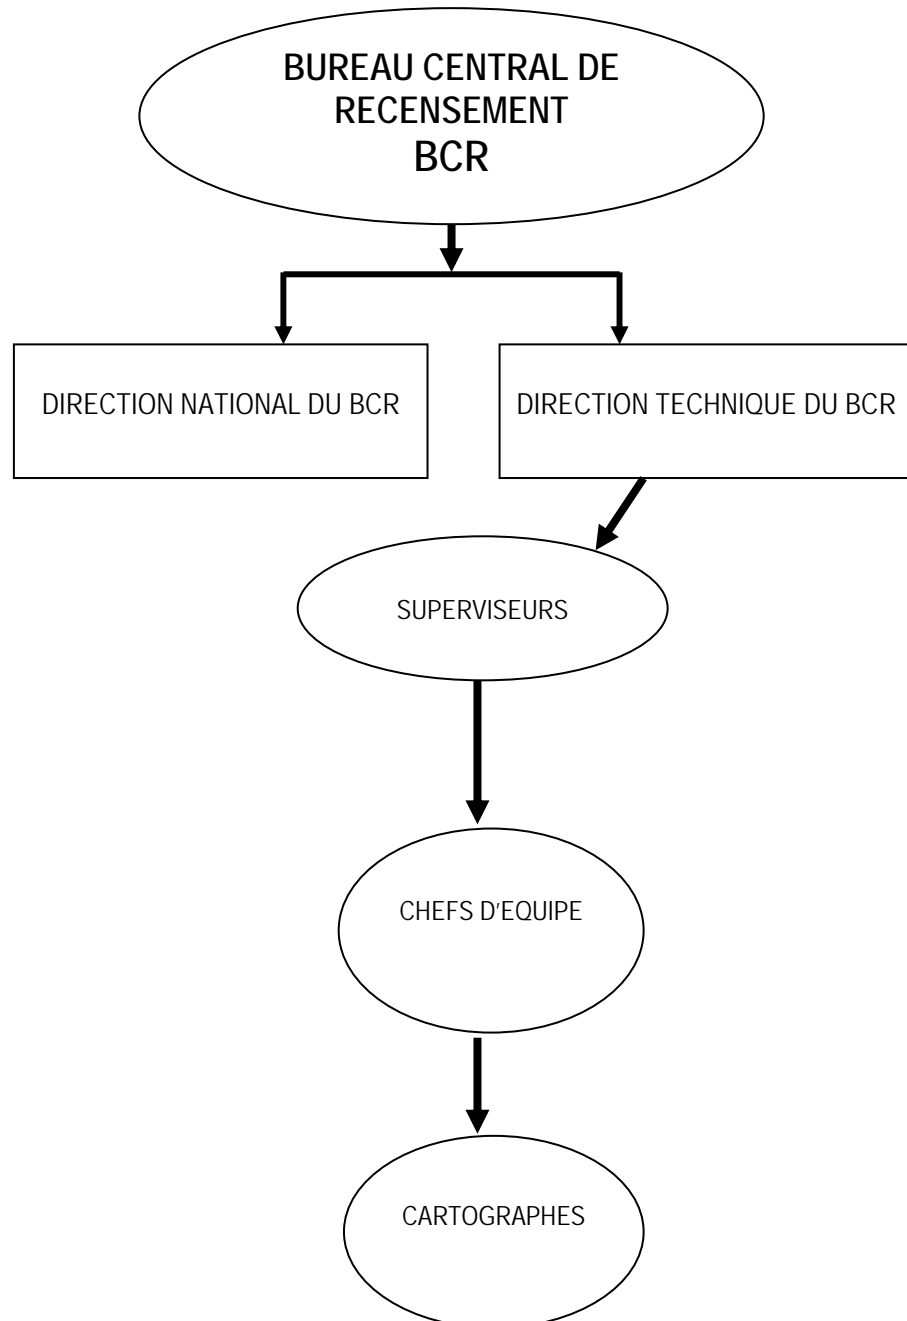 BUREAU CENTRAL DE
RECENSEMENT
BCR
DIRECTION NATIONAL DU BCR
DIRECTION TECHNIQUE DU BCR
SUPERVISEURS
CHEFS D'EQUIPE
CARTOGRAPHES